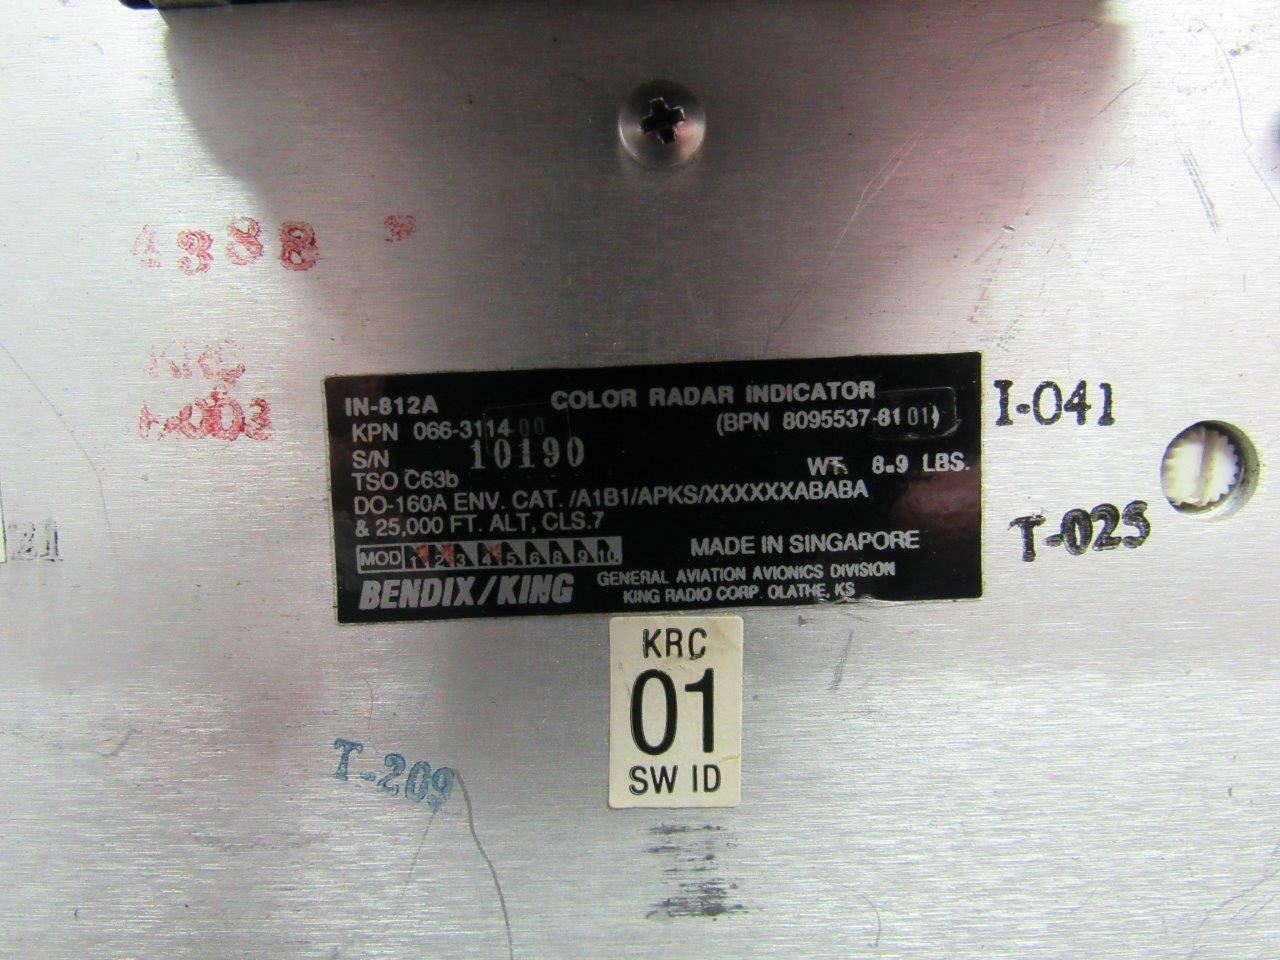 4388
KRC
A-003
IN-812A COLOR RADAR INDICATOR
KPN 066-3114-00 (BPN 8095537-8101)
S/N 10190
TSO C63b WT. 8.9 LBS.
DO-160A ENV. CAT. /A1B1/APKS/XXXXXXABABA
& 25,000 FT. ALT, CLS.7
MOD 1 2 3 4 5 6 8 9 10
MADE IN SINGAPORE
BENDIX/KING GENERAL AVIATION AVIONICS DIVISION
KING RADIO CORP. OLATHE, KS
I-041
T-025
KRC
01
SW ID
T-209